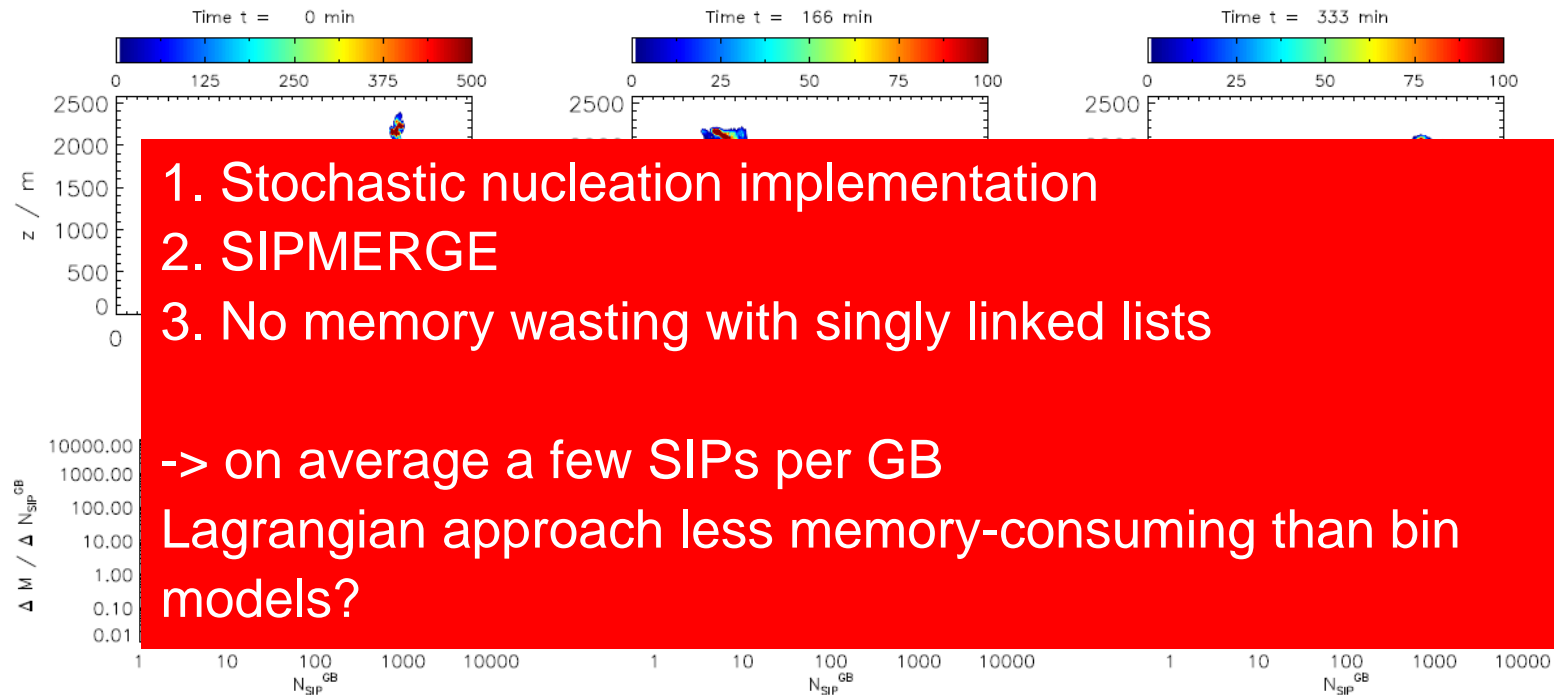 Time t =    0 min
Time t =  166 min
Time t =  333 min
0 125 250 375 500
0 25 50 75 100
0 25 50 75 100
2500
2000
1500
1000
500
0
z / m
0
2500
2500
1. Stochastic nucleation implementation
2. SIPMERGE
3. No memory wasting with singly linked lists
-> on average a few SIPs per GB
Lagrangian approach less memory-consuming than bin
models?
10000.00
1000.00
100.00
10.00
1.00
0.10
0.01
Δ M / Δ N_SIP^GB
1 10 100 1000 10000
1 10 100 1000 10000
1 10 100 1000 10000
N_SIP^GB
N_SIP^GB
N_SIP^GB